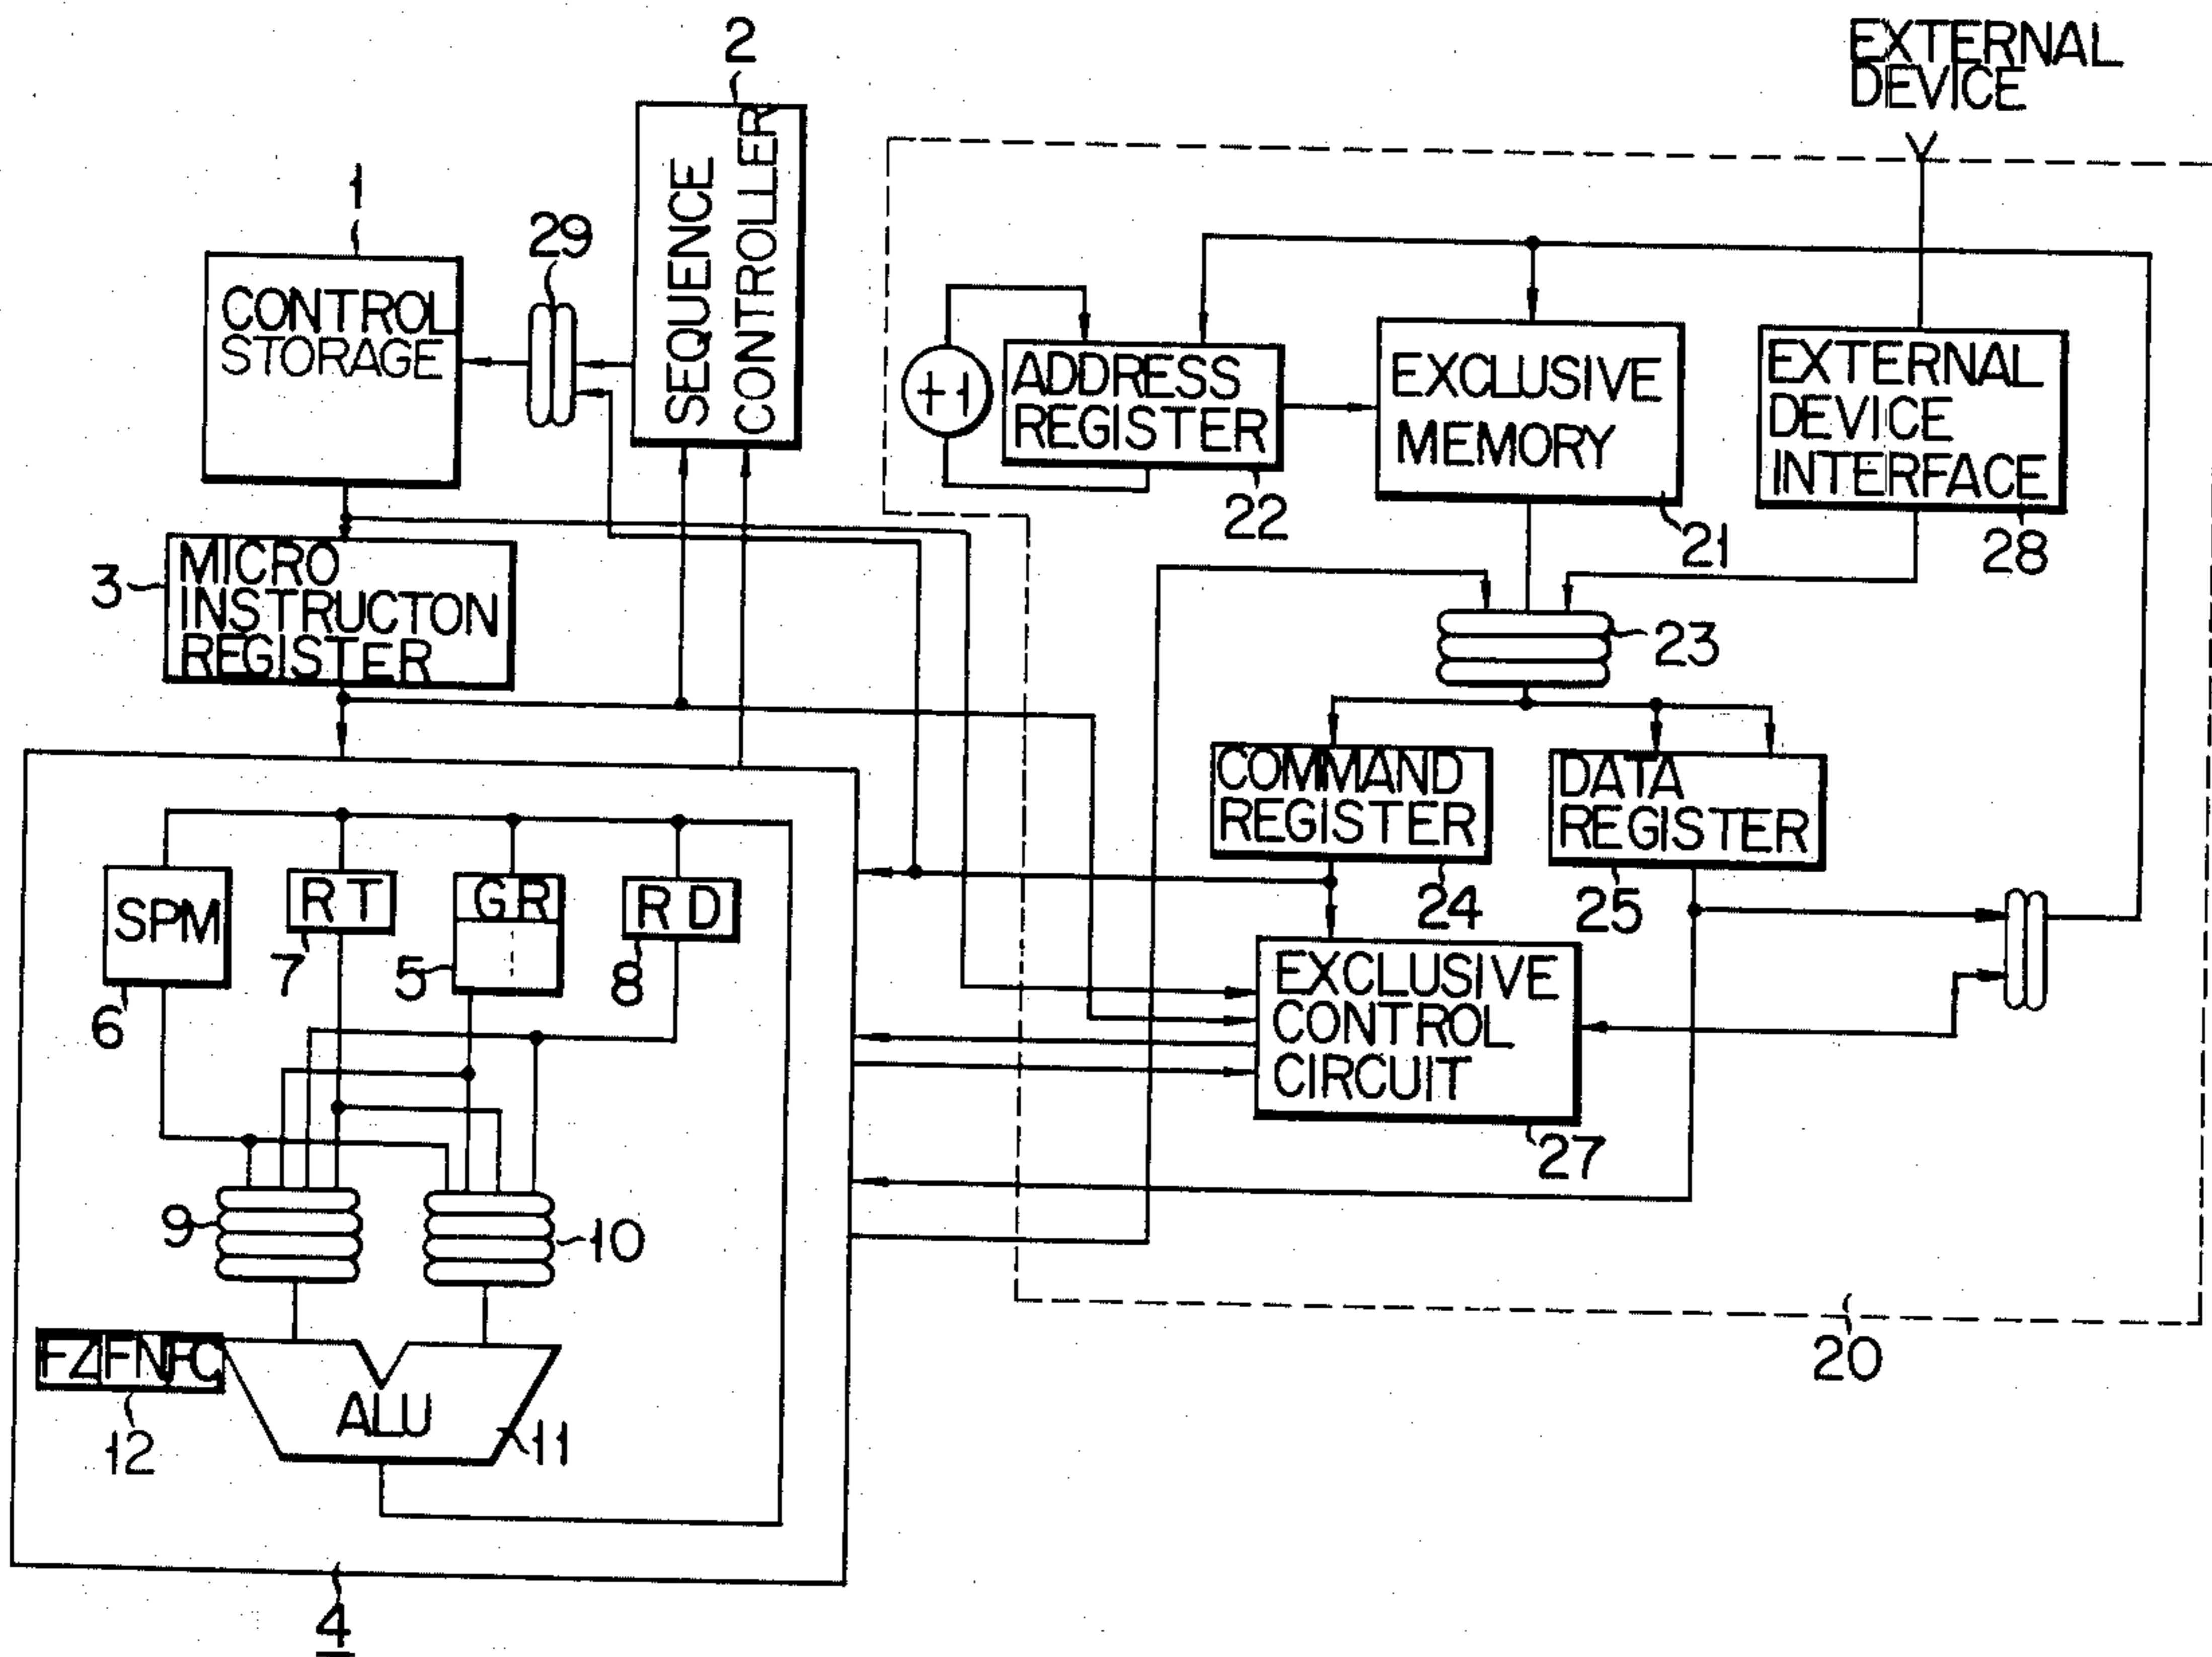 EXTERNAL
DEVICE
2
SEQUENCE
CONTROLLER
1
29
CONTROL
STORAGE
+1
ADDRESS
REGISTER
22
EXCLUSIVE
MEMORY
21
EXTERNAL
DEVICE
INTERFACE
28
3
MICRO
INSTRUCTON
REGISTER
23
COMMAND
REGISTER
24
DATA
REGISTER
25
SPM
6
RT
7
GR
5
RD
8
EXCLUSIVE
CONTROL
CIRCUIT
27
9
10
FZ FN FC
12
ALU
11
20
4